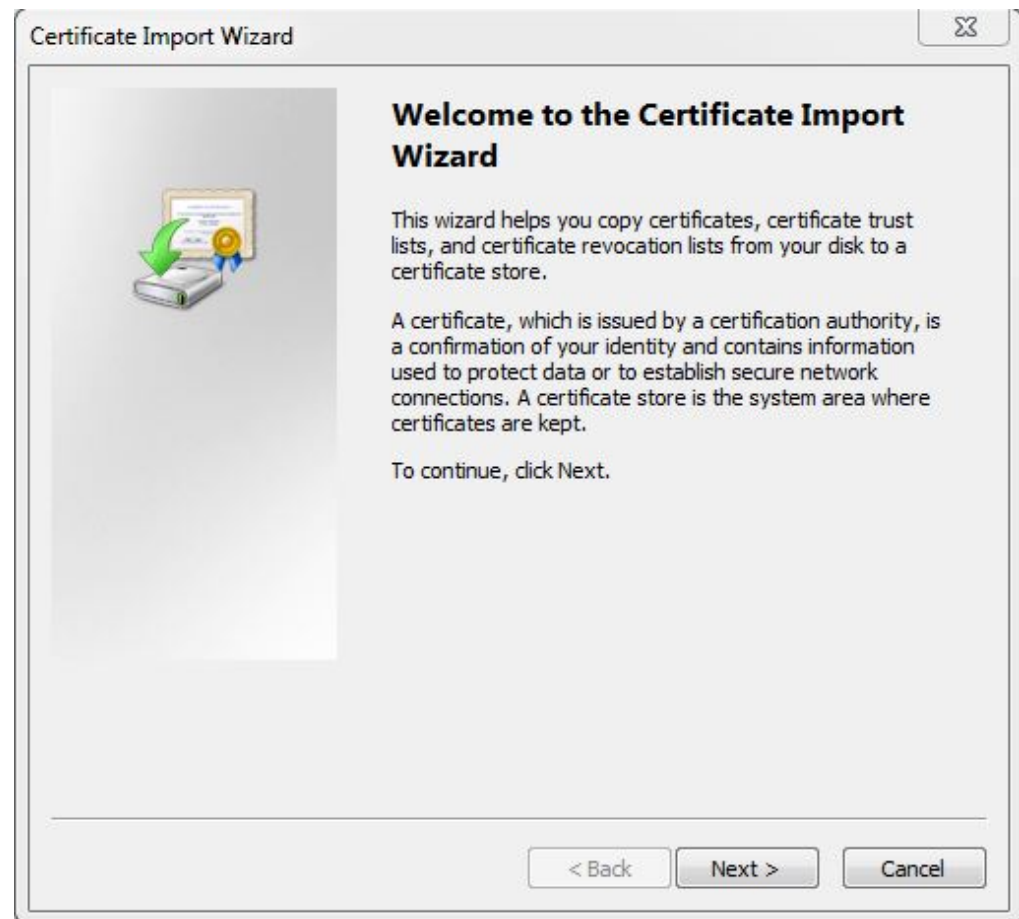 Certificate Import Wizard
Welcome to the Certificate Import
Wizard
This wizard helps you copy certificates, certificate trust
lists, and certificate revocation lists from your disk to a
certificate store.
A certificate, which is issued by a certification authority, is
a confirmation of your identity and contains information
used to protect data or to establish secure network
connections. A certificate store is the system area where
certificates are kept.
To continue, click Next.
< Back Next > Cancel